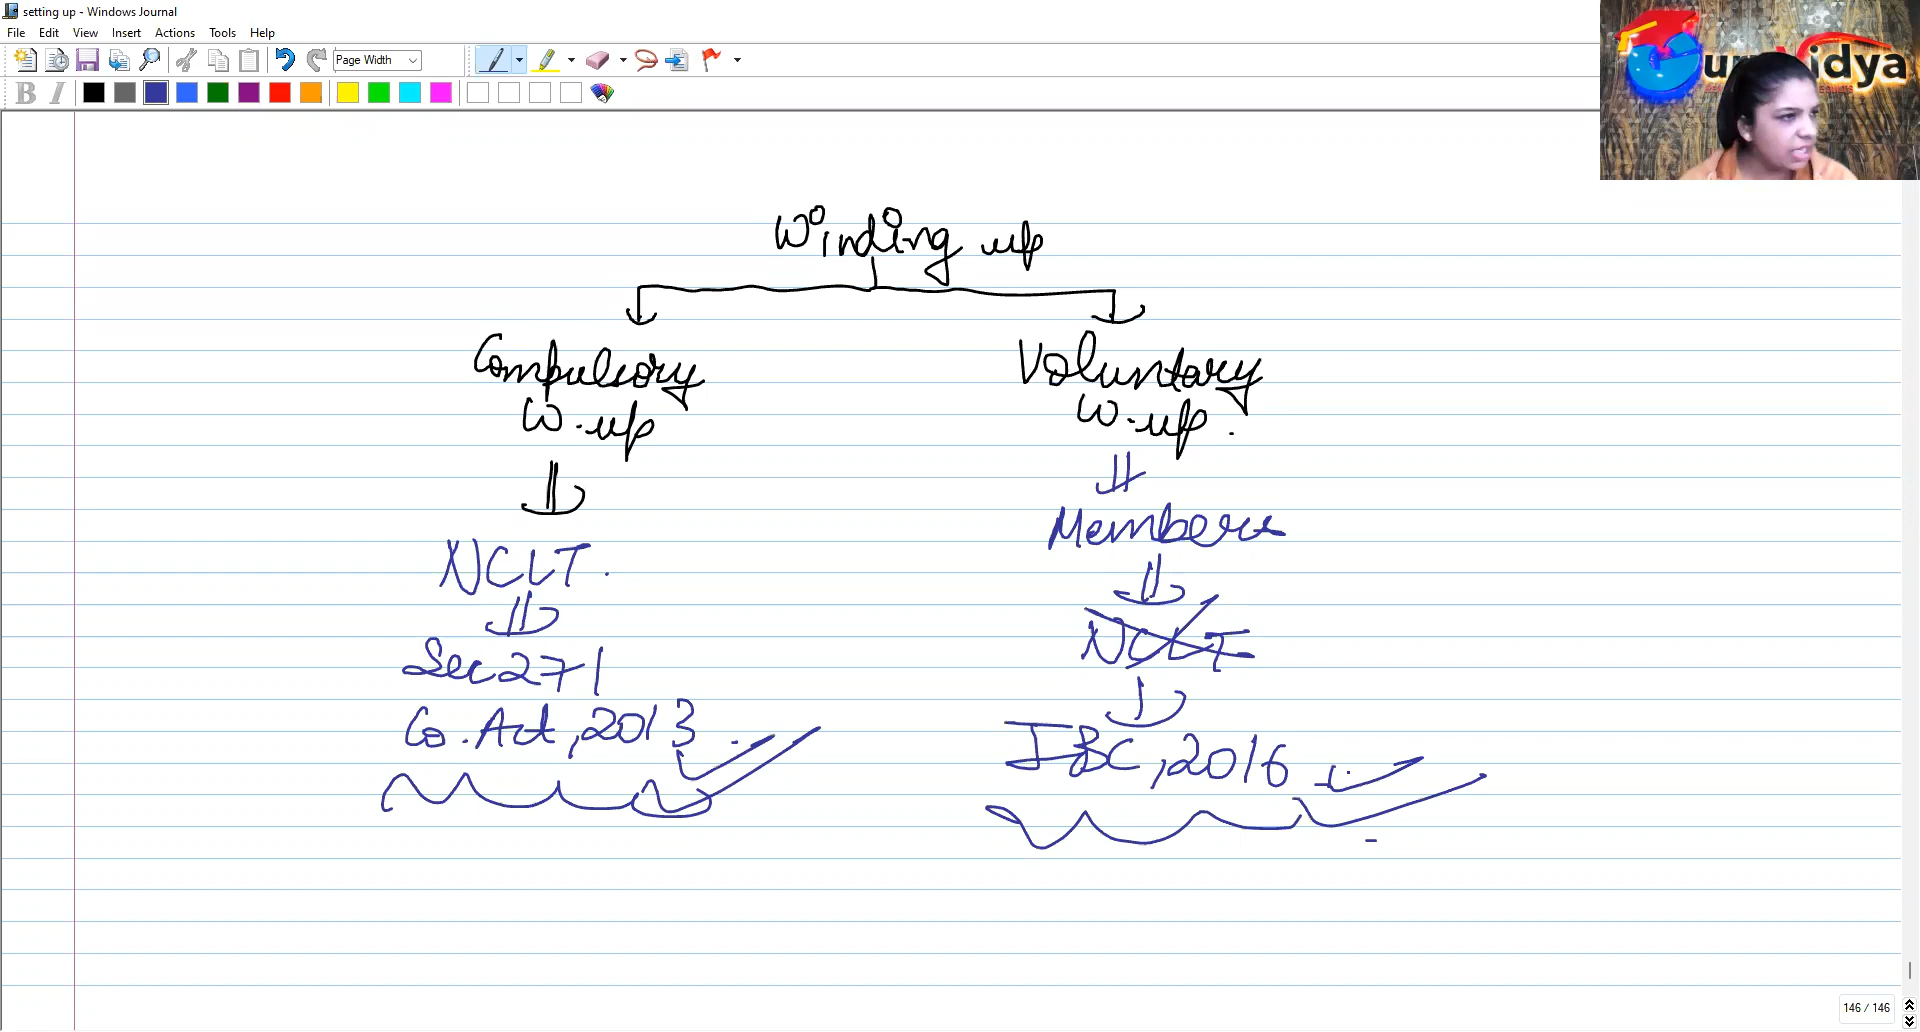 setting up - Windows Journal
File Edit View Insert Actions Tools Help
Page Width
B I
Winding up
Compulsory
W.up
Voluntary
W.up.
NCLT.
Members
Sec 271
NCLT
Co. Act, 2013
IBC, 2016
146 / 146